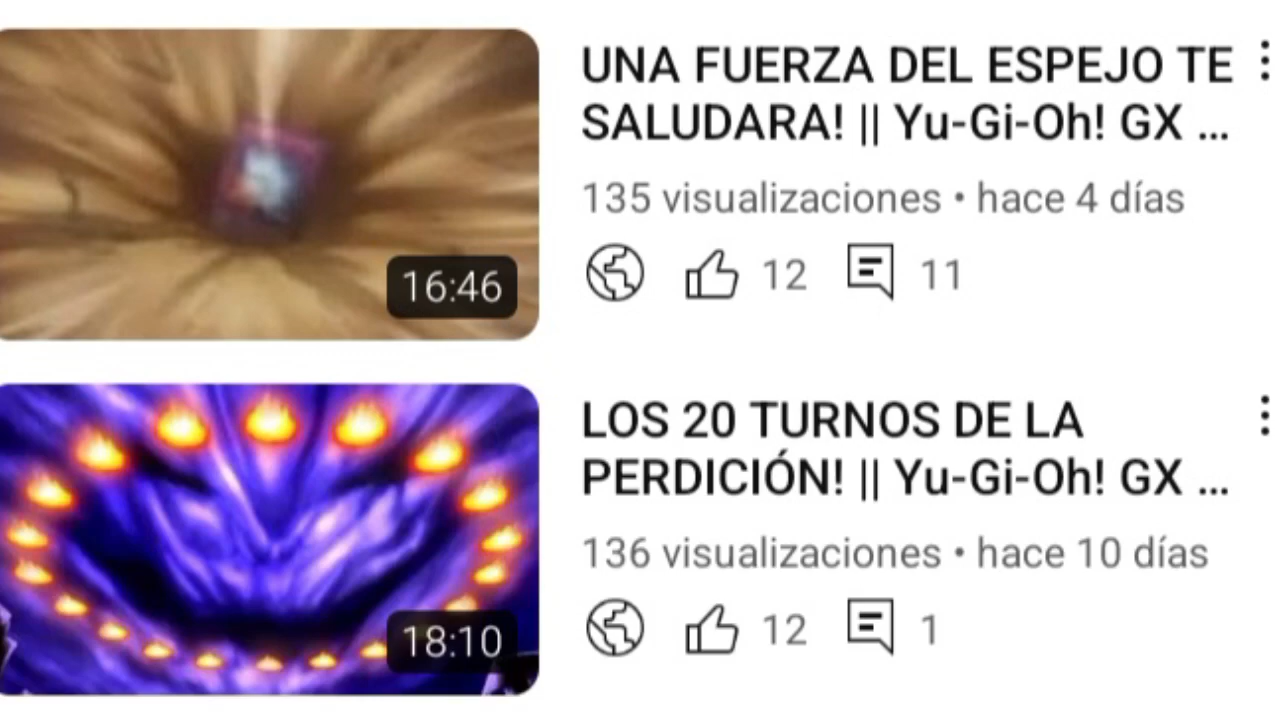 UNA FUERZA DEL ESPEJO TE
SALUDARA! || Yu-Gi-Oh! GX ...
135 visualizaciones • hace 4 días
12 11
16:46
LOS 20 TURNOS DE LA
PERDICIÓN! || Yu-Gi-Oh! GX ...
136 visualizaciones • hace 10 días
12 1
18:10